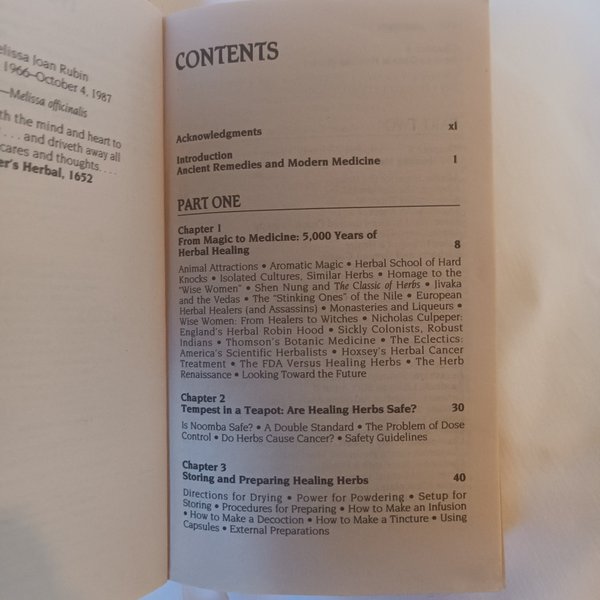 elissa Joan Rubin
1966–October 4, 1987
—Melissa officinalis
th the mind and heart to
. . . and driveth away all
cares and thoughts. . . .
er's Herbal, 1652
CONTENTS
Acknowledgments xi
Introduction
Ancient Remedies and Modern Medicine 1
PART ONE
Chapter 1
From Magic to Medicine: 5,000 Years of
Herbal Healing 8
Animal Attractions • Aromatic Magic • Herbal School of Hard
Knocks • Isolated Cultures, Similar Herbs • Homage to the
"Wise Women" • Shen Nung and The Classic of Herbs • Jivaka
and the Vedas • The "Stinking Ones" of the Nile • European
Herbal Healers (and Assassins) • Monasteries and Liqueurs •
Wise Women: From Healers to Witches • Nicholas Culpeper:
England's Herbal Robin Hood • Sickly Colonists, Robust
Indians • Thomson's Botanic Medicine • The Eclectics:
America's Scientific Herbalists • Hoxsey's Herbal Cancer
Treatment • The FDA Versus Healing Herbs • The Herb
Renaissance • Looking Toward the Future
Chapter 2
Tempest in a Teapot: Are Healing Herbs Safe? 30
Is Noomba Safe? • A Double Standard • The Problem of Dose
Control • Do Herbs Cause Cancer? • Safety Guidelines
Chapter 3
Storing and Preparing Healing Herbs 40
Directions for Drying • Power for Powdering • Setup for
Storing • Procedures for Preparing • How to Make an Infusion
• How to Make a Decoction • How to Make a Tincture • Using
Capsules • External Preparations